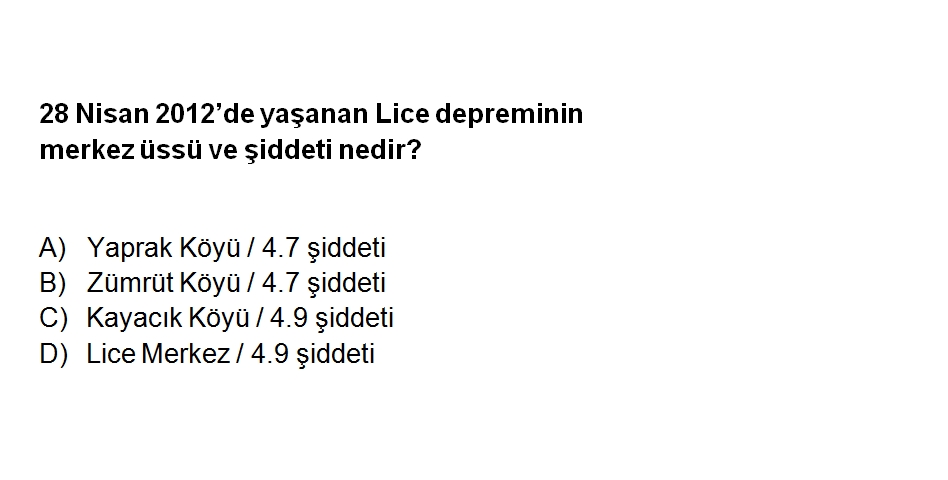 28 Nisan 2012’de yaşanan Lice depreminin
merkez üssü ve şiddeti nedir?
A) Yaprak Köyü / 4.7 şiddeti
B) Zümrüt Köyü / 4.7 şiddeti
C) Kayacık Köyü / 4.9 şiddeti
D) Lice Merkez / 4.9 şiddeti